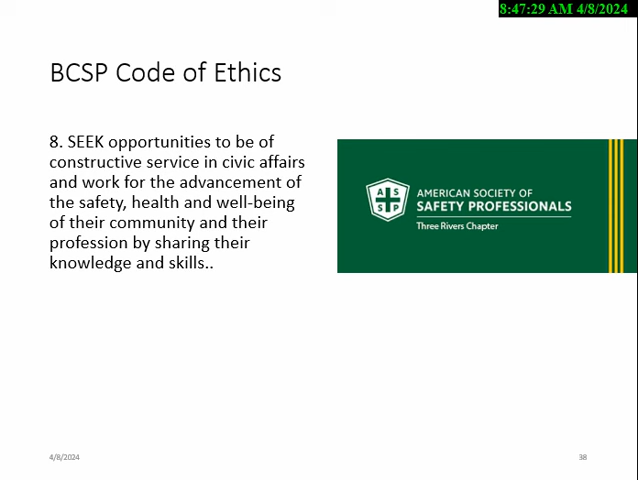 8:47:29 AM 4/8/2024
BCSP Code of Ethics
8. SEEK opportunities to be of
constructive service in civic affairs
and work for the advancement of
the safety, health and well-being
of their community and their
profession by sharing their
knowledge and skills..
A S
S P
AMERICAN SOCIETY OF
SAFETY PROFESSIONALS
Three Rivers Chapter
4/8/2024
38